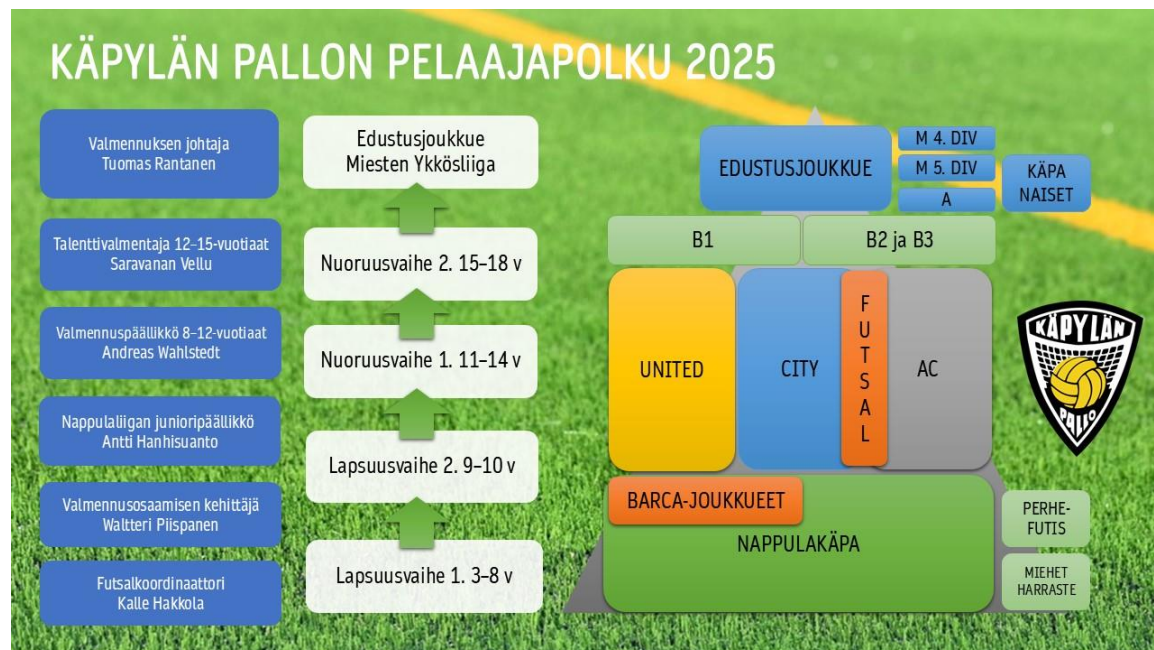 KÄPYLÄN PALLON PELAAJAPOLKU 2025
Valmennuksen johtaja
Tuomas Rantanen
Talenttivalmentaja 12–15-vuotiaat
Saravanan Vellu
Valmennuspäällikkö 8–12-vuotiaat
Andreas Wahlstedt
Nappulaliigan junioripäällikkö
Antti Hanhisuanto
Valmennusosaamisen kehittäjä
Waltteri Piispanen
Futsalkoordinaattori
Kalle Hakkola
Edustusjoukkue
Miesten Ykkösliiga
Nuoruusvaihe 2. 15–18 v
Nuoruusvaihe 1. 11–14 v
Lapsuusvaihe 2. 9–10 v
Lapsuusvaihe 1. 3–8 v
EDUSTUSJOUKKUE
M 4. DIV
M 5. DIV
A
KÄPA
NAISET
B1
B2 ja B3
UNITED
CITY
F
U
T
S
A
L
AC
BARCA-JOUKKUEET
NAPPULAKÄPA
PERHE-
FUTIS
MIEHET
HARRASTE
KÄPYLÄN
PALLO